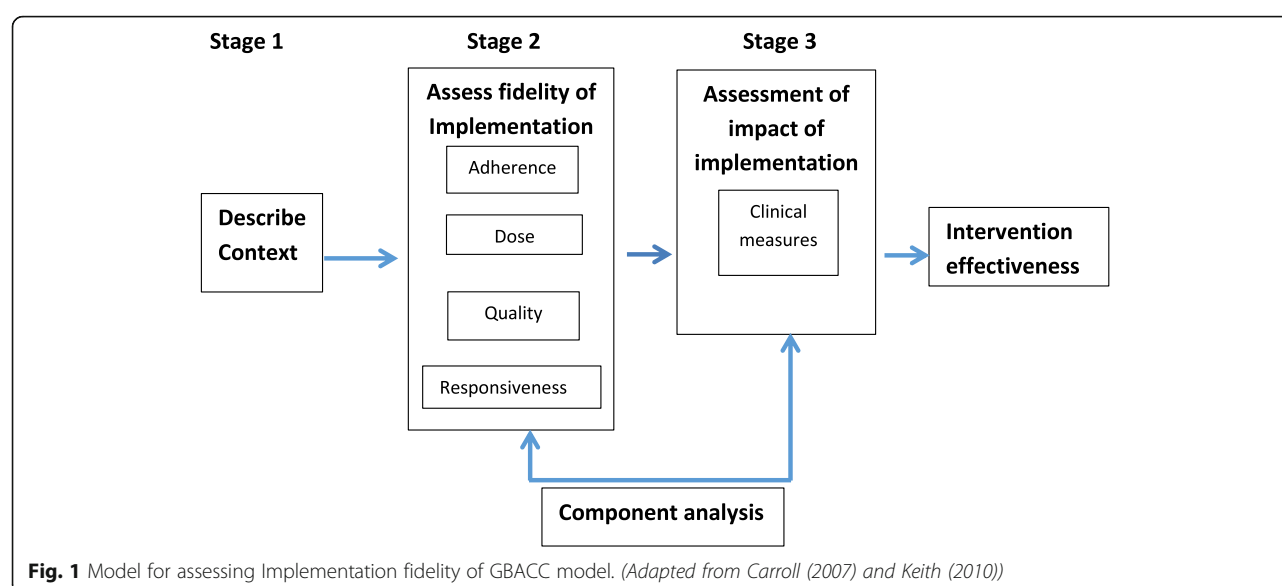 Stage 1
Stage 2
Stage 3
Describe
Context
Assess fidelity of
Implementation
Adherence
Dose
Quality
Responsiveness
Assessment of
impact of
implementation
Clinical
measures
Intervention
effectiveness
Component analysis
Fig. 1 Model for assessing Implementation fidelity of GBACC model. (Adapted from Carroll (2007) and Keith (2010))